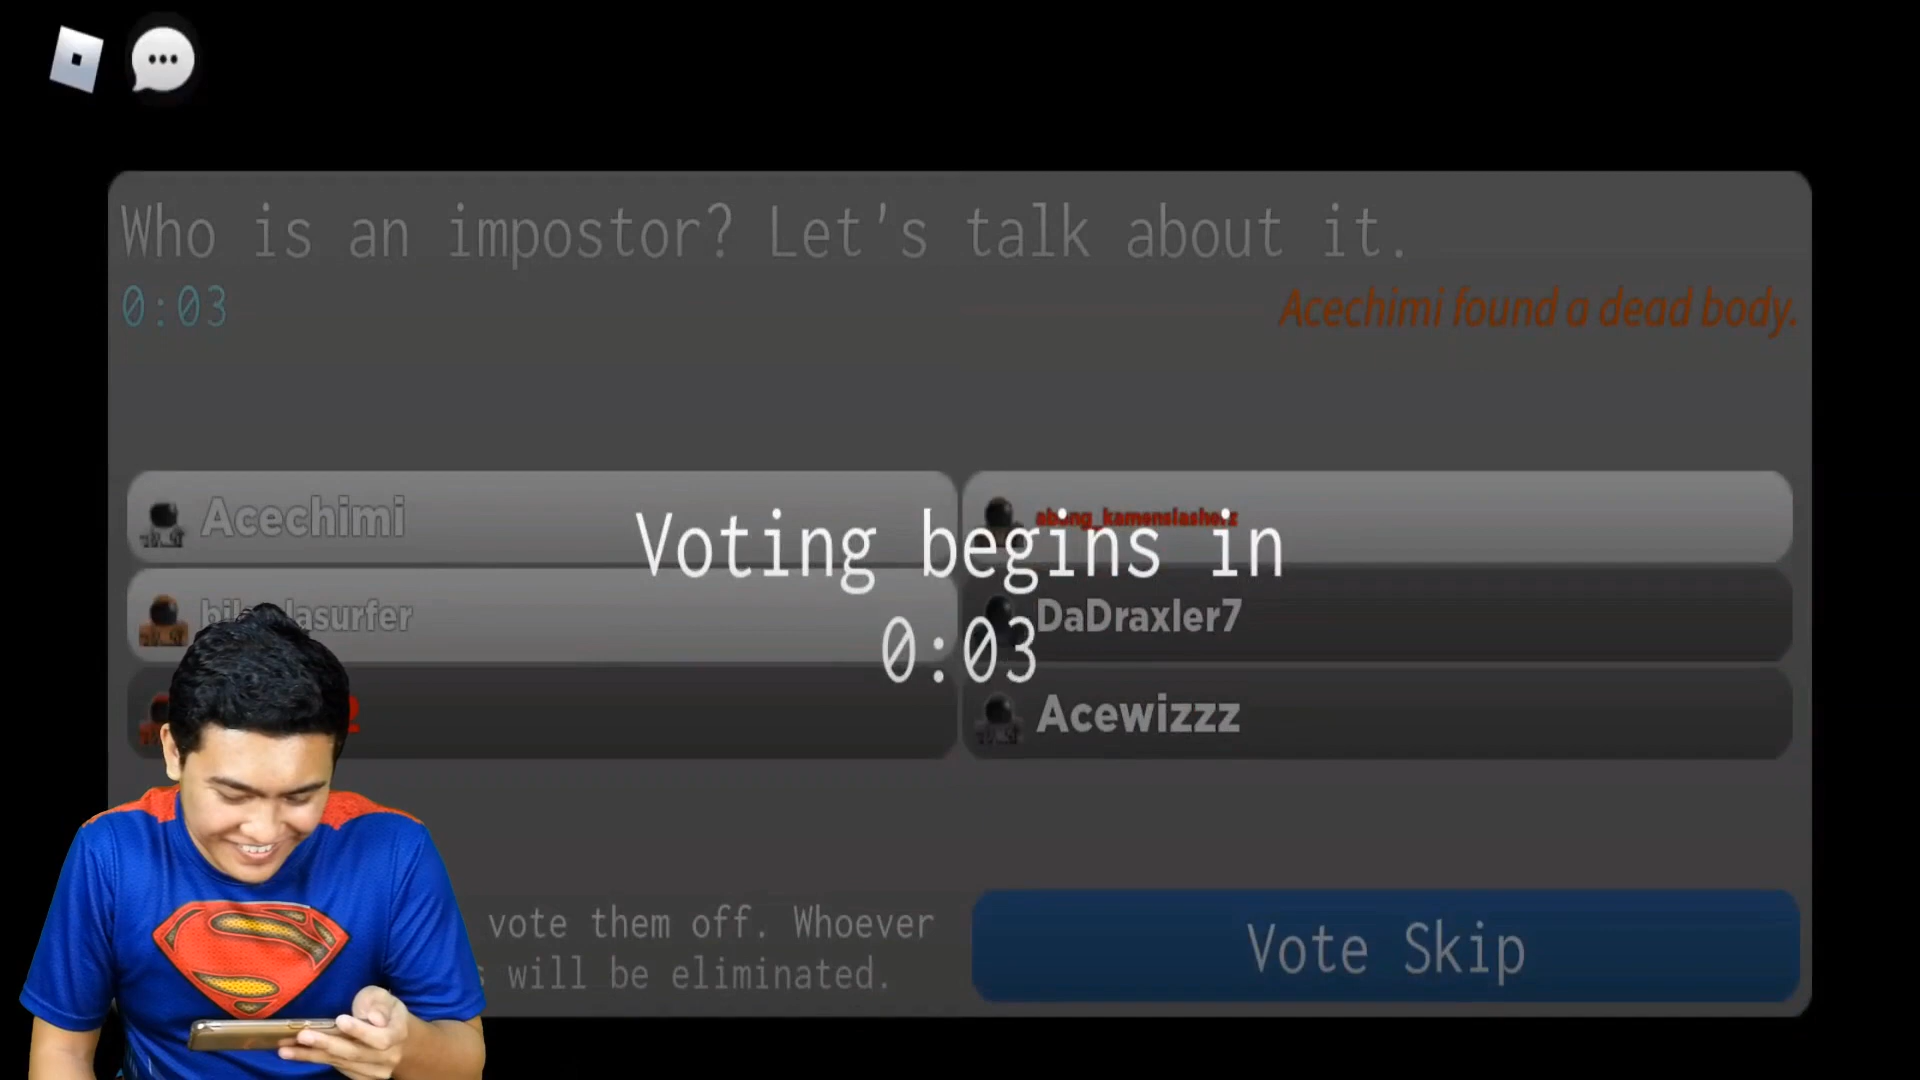 Who is an impostor? Let's talk about it.
0:03
Acechimi found a dead body.
Acechimi
abong_kamenslasherz
Voting begins in
0:03
DaDraxler7
Acewizzz
vote them off. Whoever
will be eliminated.
Vote Skip